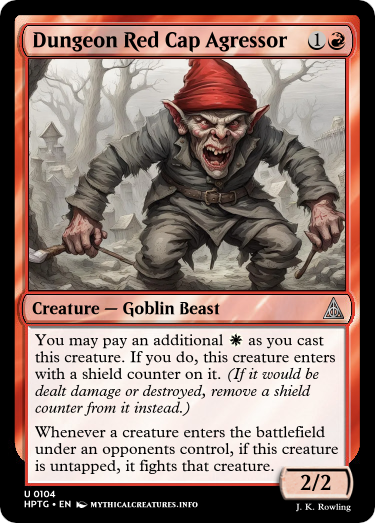 Dungeon Red Cap Agressor 1
Creature — Goblin Beast
You may pay an additional as you cast
this creature. If you do, this creature enters
with a shield counter on it. (If it would be
dealt damage or destroyed, remove a shield
counter from it instead.)
Whenever a creature enters the battlefield
under an opponents control, if this creature
is untapped, it fights that creature.
2/2
U 0104
HPTG • EN MYTHICALCREATURES.INFO
J. K. Rowling